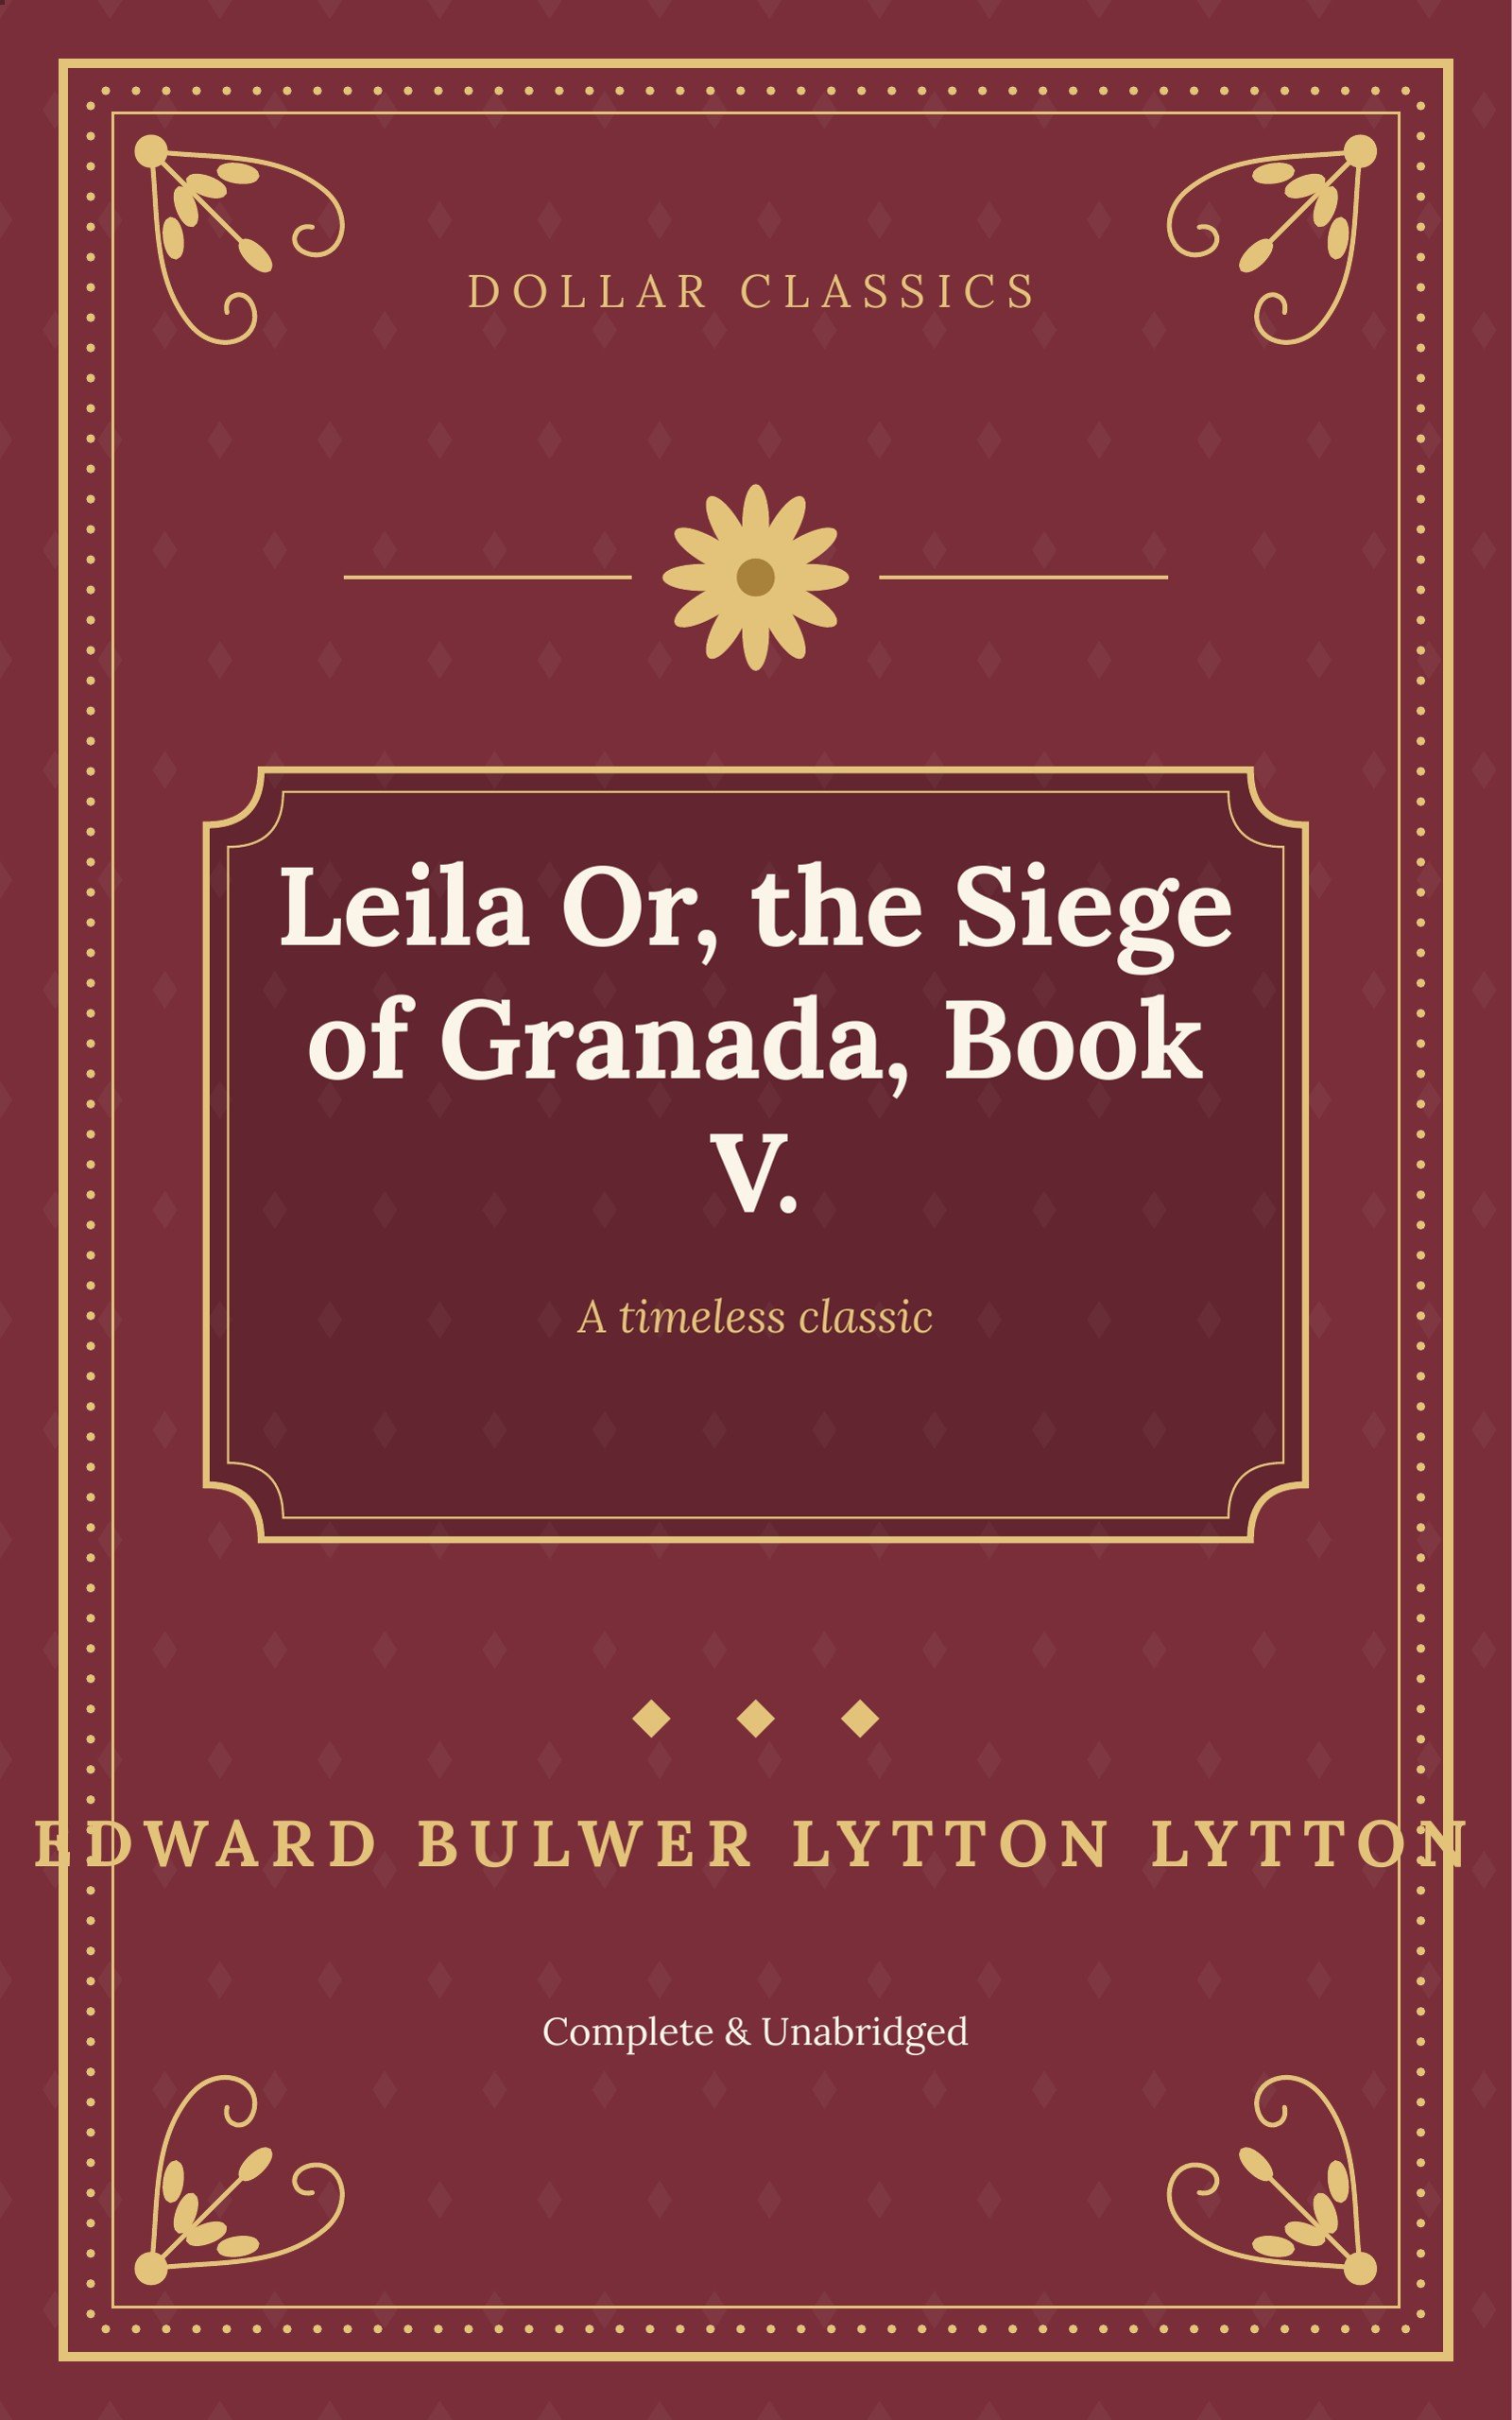 DOLLAR CLASSICS
Leila Or, the Siege
of Granada, Book
V.
A timeless classic
EDWARD BULWER LYTTON LYTTON
Complete & Unabridged